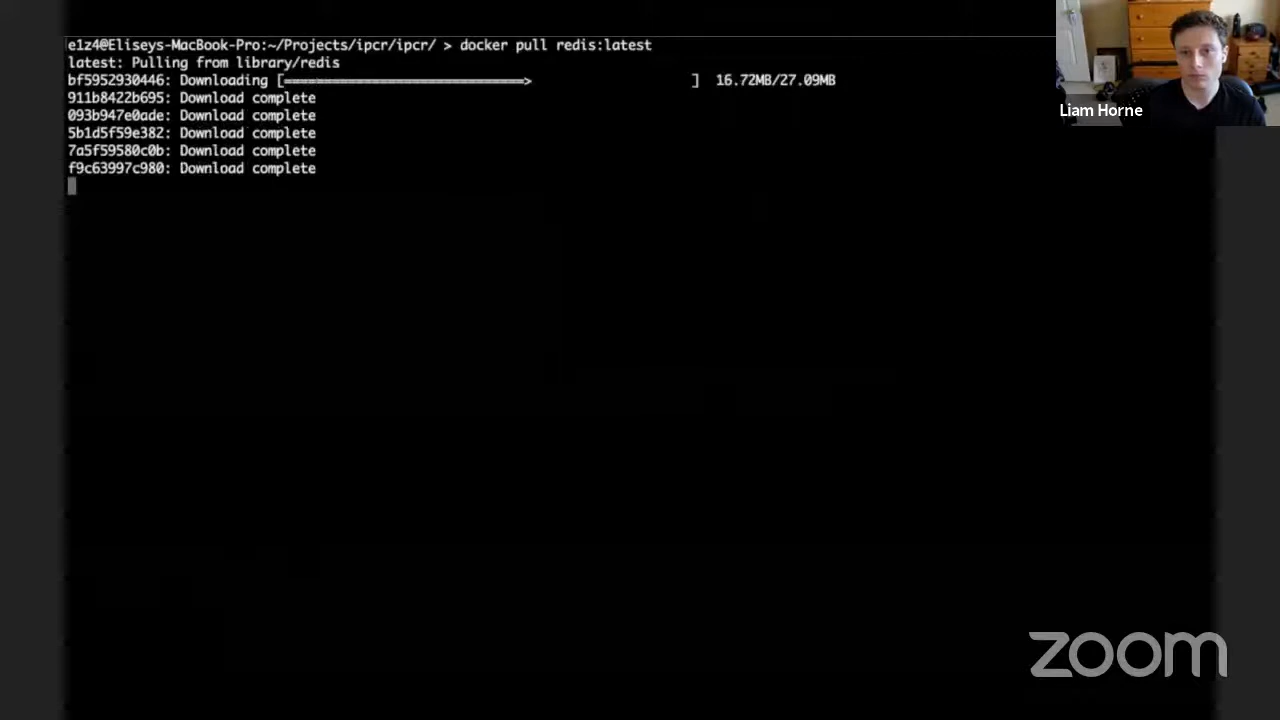 e1z4@Eliseys-MacBook-Pro:~/Projects/ipcr/ipcr/ > docker pull redis:latest
latest: Pulling from library/redis
bf5952930446: Downloading [==============================>                    ]  16.72MB/27.09MB
911b8422b695: Download complete
093b947e0ade: Download complete
5b1d5f59e382: Download complete
7a5f59580c0b: Download complete
f9c63997c980: Download complete
Liam Horne
zoom